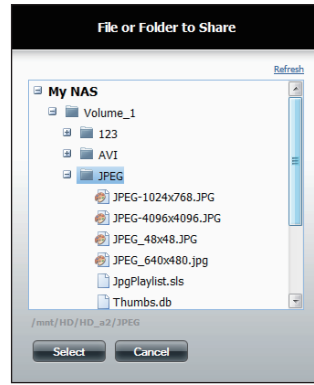 File or Folder to Share
Refresh
My NAS
Volume_1
123
AVI
JPEG
JPEG-1024x768.JPG
JPEG-4096x4096.JPG
JPEG_48x48.JPG
JPEG_640x480.jpg
JpgPlaylist.sls
Thumbs.db
/mnt/HD/HD_a2/JPEG
Select Cancel